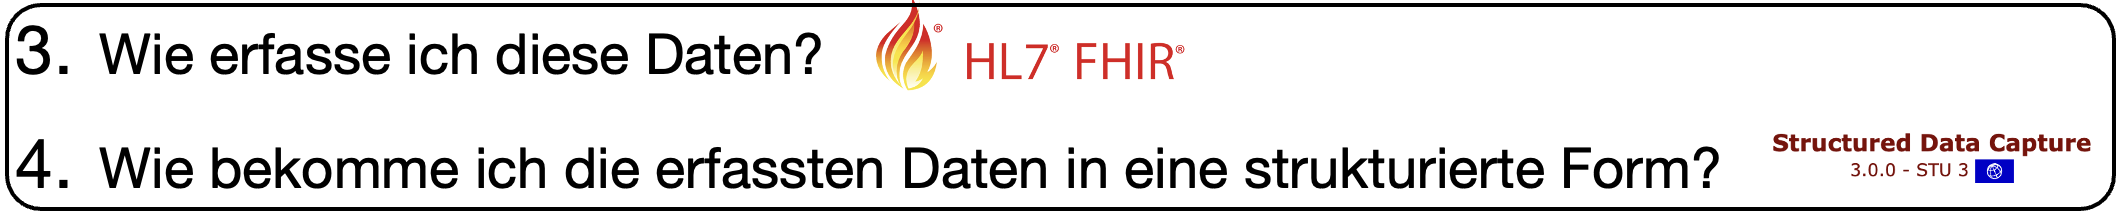 3. Wie erfasse ich diese Daten? HL7® FHIR®
4. Wie bekomme ich die erfassten Daten in eine strukturierte Form?
Structured Data Capture
3.0.0 - STU 3